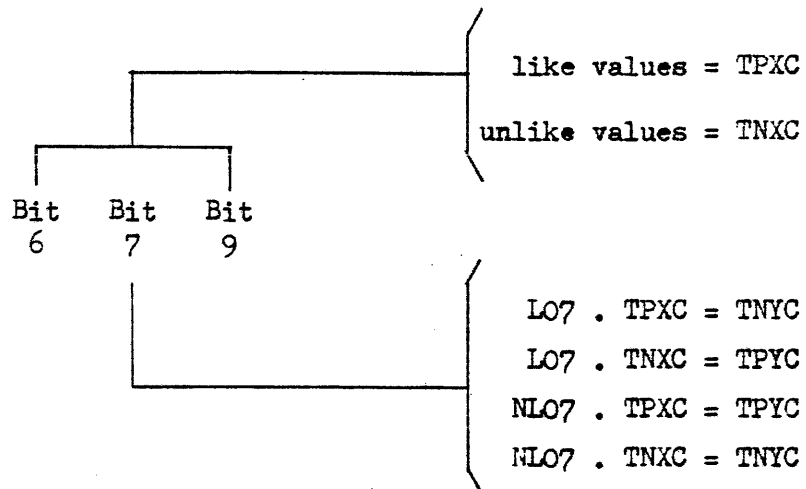 like values = TPXC
unlike values = TNXC
Bit Bit Bit
6 7 9
LO7 . TPXC = TNYC
LO7 . TNXC = TPYC
NLO7 . TPXC = TPYC
NLO7 . TNXC = TNYC